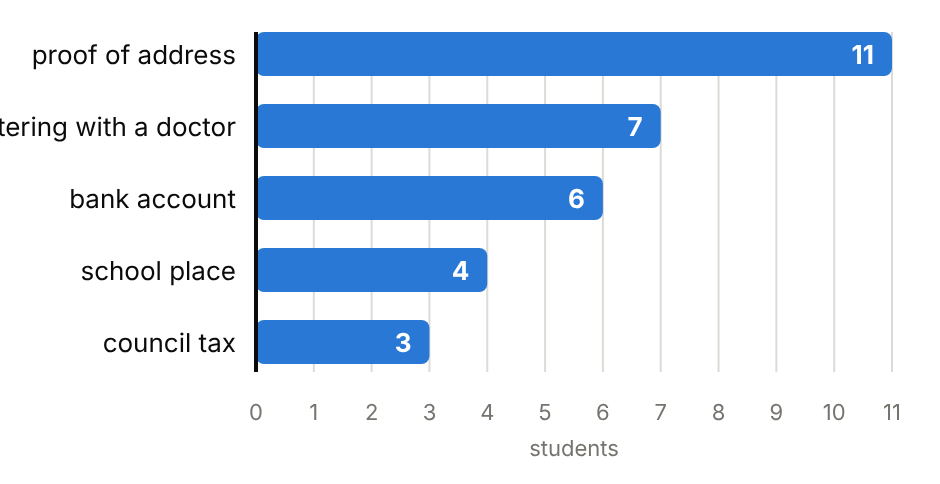 proof of address
11
with a doctor
7
bank account
6
school place
4
council tax
3
0 1 2 3 4 5 6 7 8 9 10 11
students